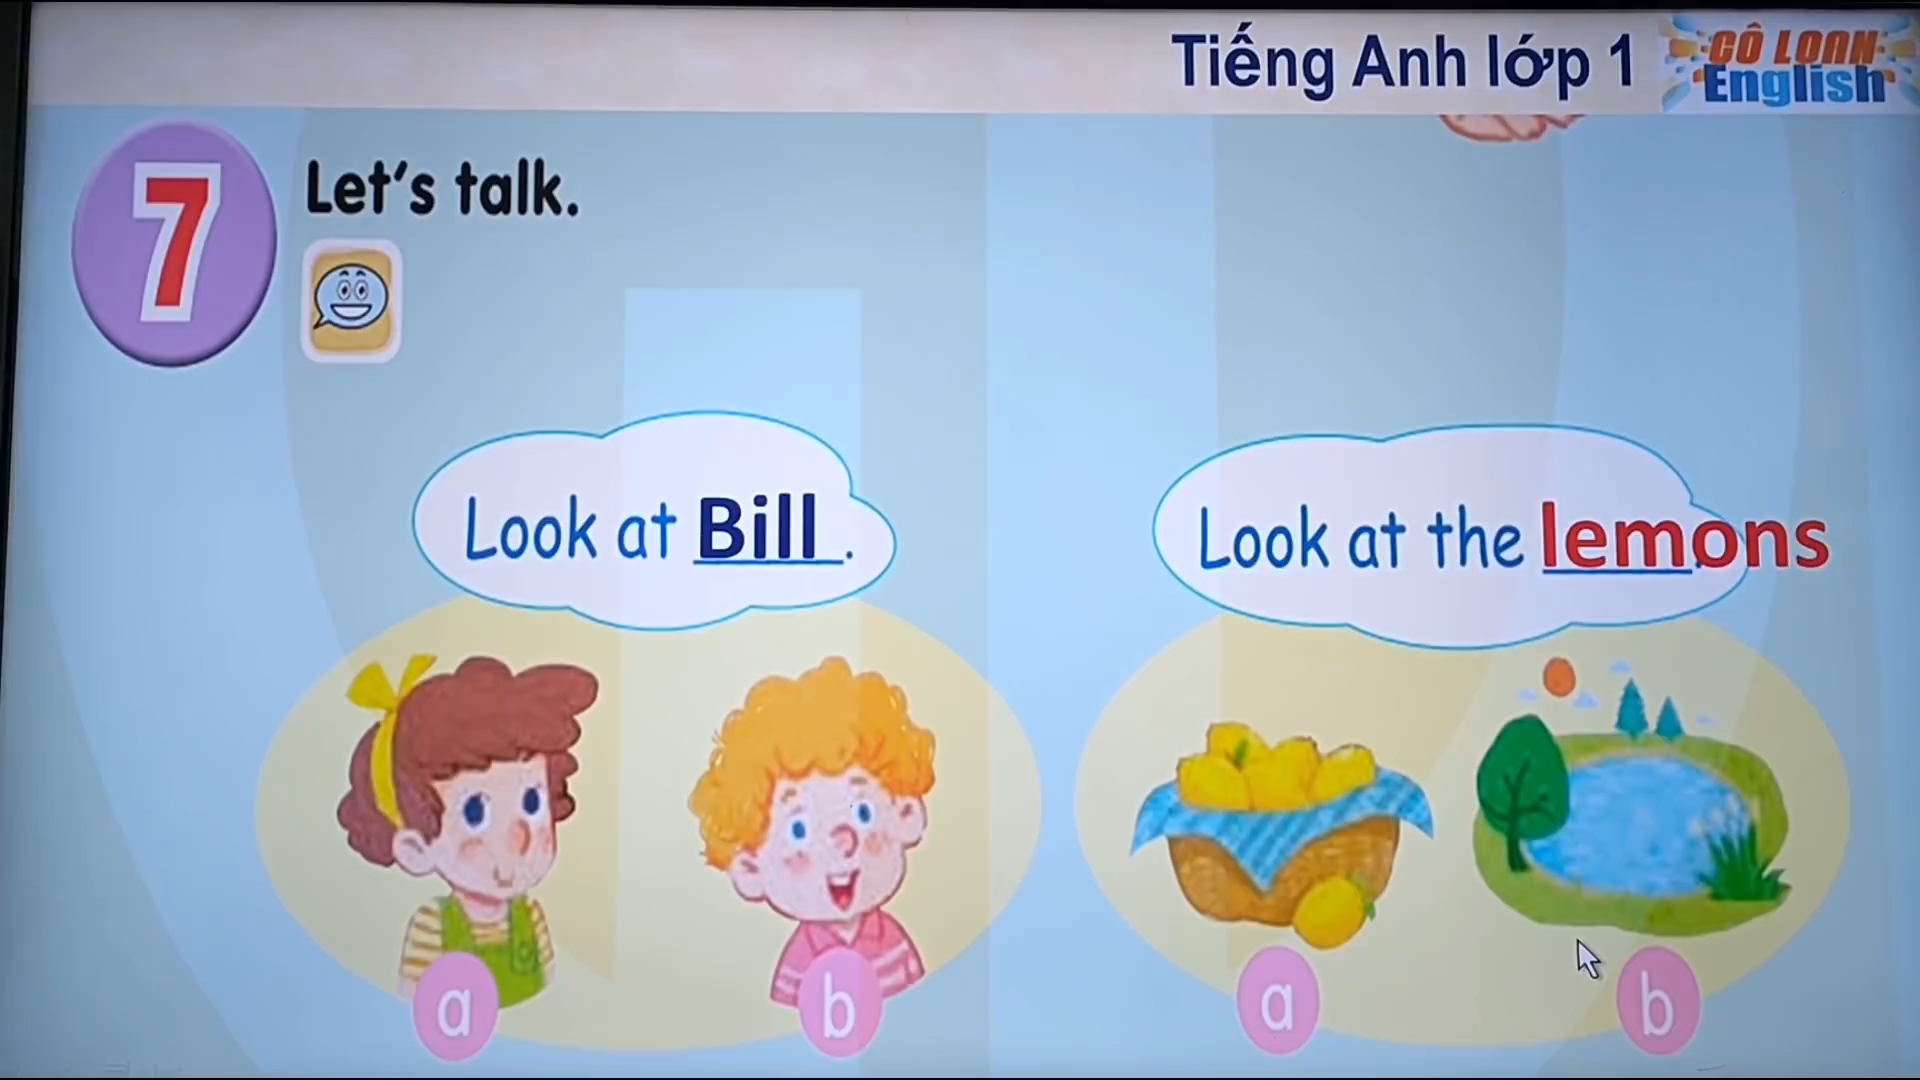 Tiếng Anh lớp 1
CÔ LOAN
English
7
Let's talk.
Look at Bill.
Look at the lemons.
a
b
a
b